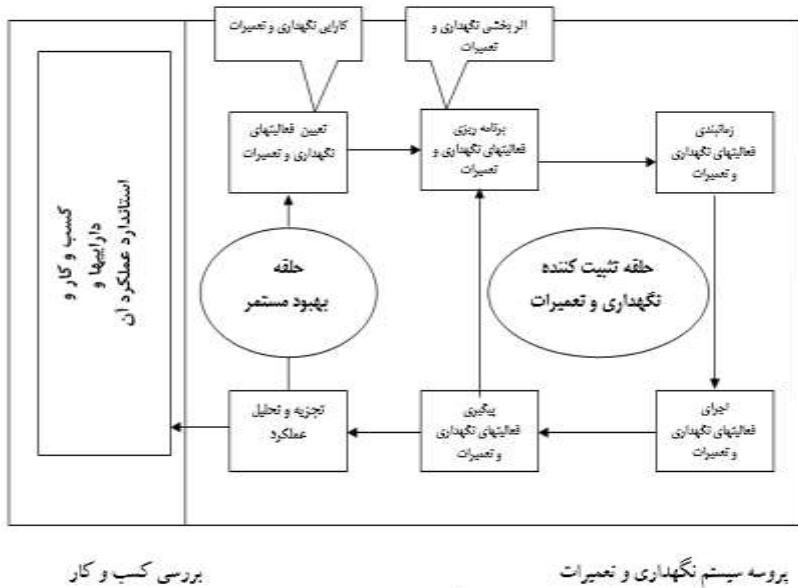 کارایی نگهداری و تعمیرات
اثر بخشی نگهداری و
تعمیرات
تعیین فعالیتهای
نگهداری و تعمیرات
برنامه ریزی
فعالیتهای نگهداری و
تعمیرات
زمانبندی
فعالیتهای نگهداری
و تعمیرات
کسب و کار و
داراییها و
استاندارد عملکرد آن
حلقه
بهبود مستمر
حلقه تثبیت کننده
نگهداری و تعمیرات
تجزیه و تحلیل
عملکرد
پیگیری
فعالیتهای نگهداری
و تعمیرات
اجرای
فعالیتهای نگهداری
و تعمیرات
پروسه سیستم نگهداری و تعمیرات
بررسی کسب و کار